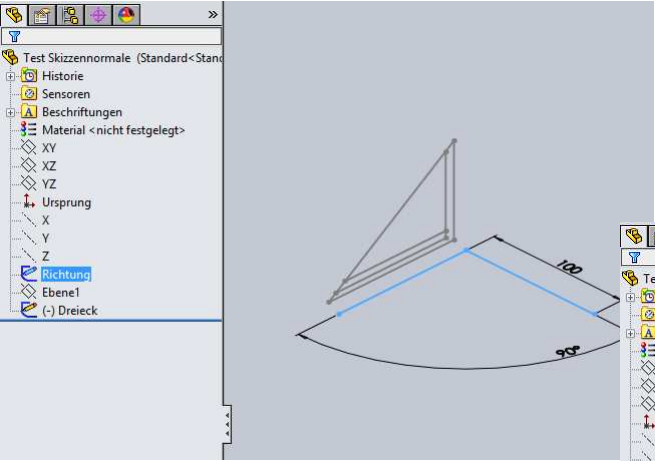 »
Test Skizzennormale (Standard<Stand
Historie
Sensoren
A Beschriftungen
Material <nicht festgelegt>
XY
XZ
YZ
Ursprung
X
Y
Z
Richtung
Ebene1
(-) Dreieck
100
90°
Te
A